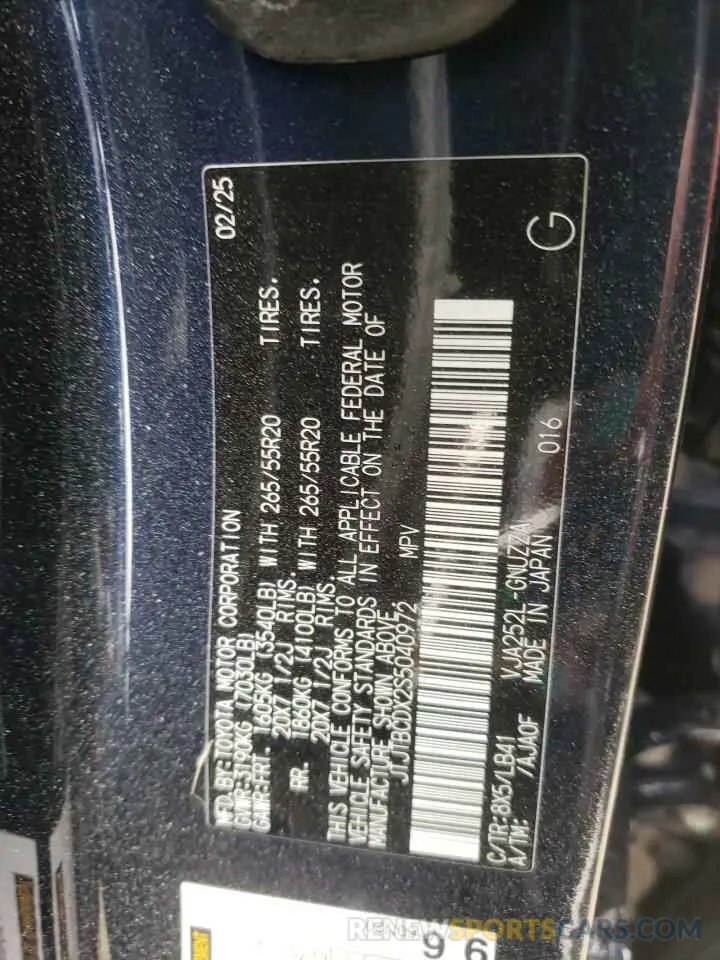 MFD.BY:TOYOTA MOTOR CORPORATION 02/25
GVWR:3190KG (7030LB)
GAWR:FRT. 1605KG (3540LB) WITH 265/55R20 TIRES.
20X7 1/2J RIMS.
RR. 1860KG (4100LB) WITH 265/55R20 TIRES.
20X7 1/2J RIMS.
THIS VEHICLE CONFORMS TO ALL APPLICABLE FEDERAL MOTOR
VEHICLE SAFETY STANDARDS IN EFFECT ON THE DATE OF
MANUFACTURE SHOWN ABOVE.
JTJTBCDX2S5040972 MPV
C/TR:8X5/LB41 VJA252L-GNUZZA 016
A/TM: /AJA0F MADE IN JAPAN
G
96
RENEWSPORTSCARS.COM